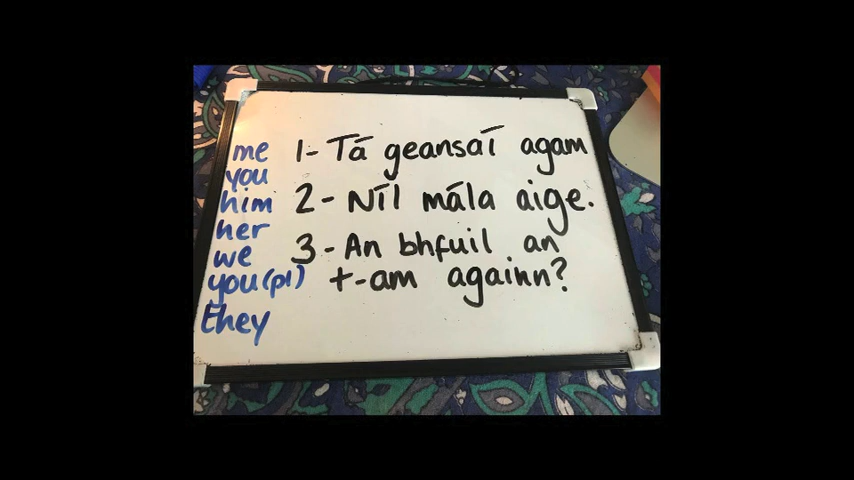 me
you
him
her
we
you(pl)
they
1- Tá geansaí agam
2- Níl mála aige.
3- An bhfuil an
t-am againn?